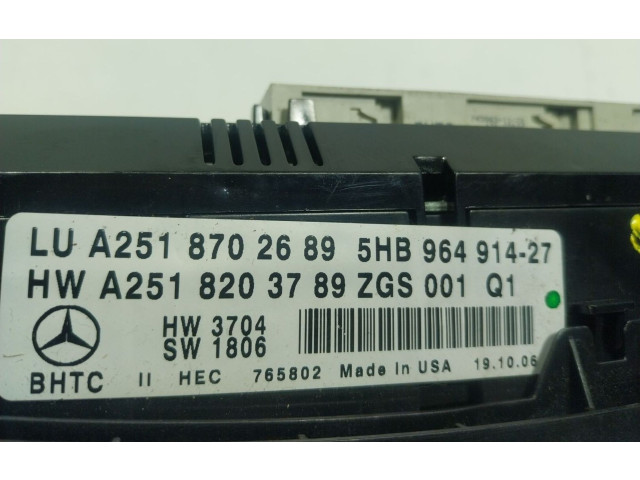 LU A251 870 26 89 5HB 964 914-27
HW A251 820 37 89 ZGS 001 Q1
HW 3704
SW 1806
BHTC II HEC 765802 Made in USA 19.10.06